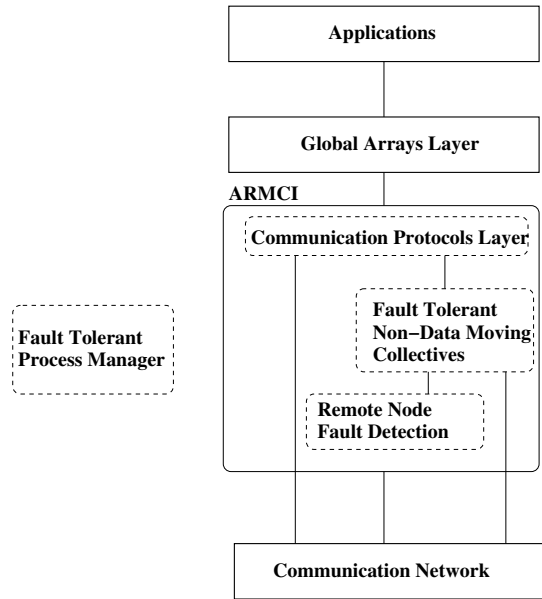 Applications
Global Arrays Layer
ARMCI
Communication Protocols Layer
Fault Tolerant
Non−Data Moving
Collectives
Fault Tolerant
Process Manager
Remote Node
Fault Detection
Communication Network